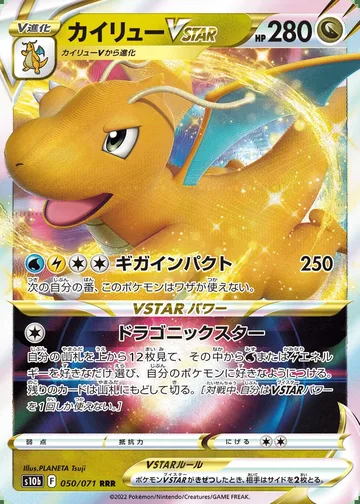 V進化
カイリューVSTAR
HP 280
カイリューVから進化
ギガインパクト 250
次の自分の番、このポケモンはワザが使えない。
VSTARパワー
ドラゴニックスター
自分の山札を上から12枚見て、その中から
またはエネ
ルギーを好きなだけ選び、自分のポケモンに好きなようにつける。
残りのカードは山札にもどして切る。[対戦中、自分はVSTARパワー
を1回しか使えない。]
弱点 抵抗力 にげる
Illus.PLANETA Tsuji
s10b F 050/071 RRR
VSTARルール
ポケモンVSTARがきぜつしたとき、相手はサイドを2枚とる。
©2022 Pokémon/Nintendo/Creatures/GAME FREAK.